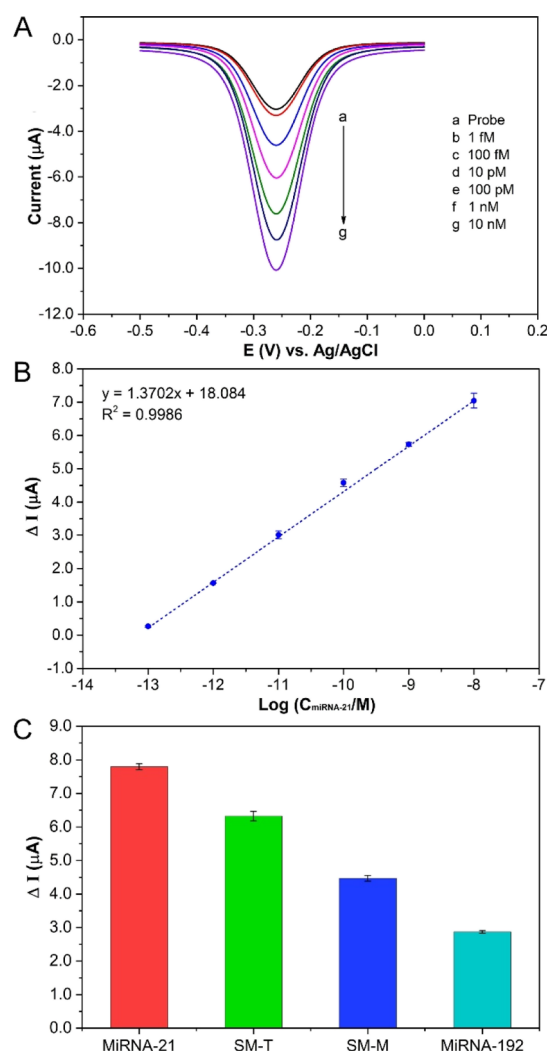 A
0.0
-2.0
-4.0
-6.0
-8.0
-10.0
-12.0
Current (μA)
a
g
a Probe
b 1 fM
c 100 fM
d 10 pM
e 100 pM
f 1 nM
g 10 nM
-0.6 -0.5 -0.4 -0.3 -0.2 -0.1 0.0 0.1 0.2
E (V) vs. Ag/AgCl
B
8.0
7.0
6.0
5.0
4.0
3.0
2.0
1.0
0.0
-1.0
Δ I (μA)
y = 1.3702x + 18.084
R² = 0.9986
-14 -13 -12 -11 -10 -9 -8 -7
Log (CmiRNA-21/M)
C
9.0
8.0
7.0
6.0
5.0
4.0
3.0
2.0
1.0
0.0
Δ I (μA)
MiRNA-21 SM-T SM-M MiRNA-192